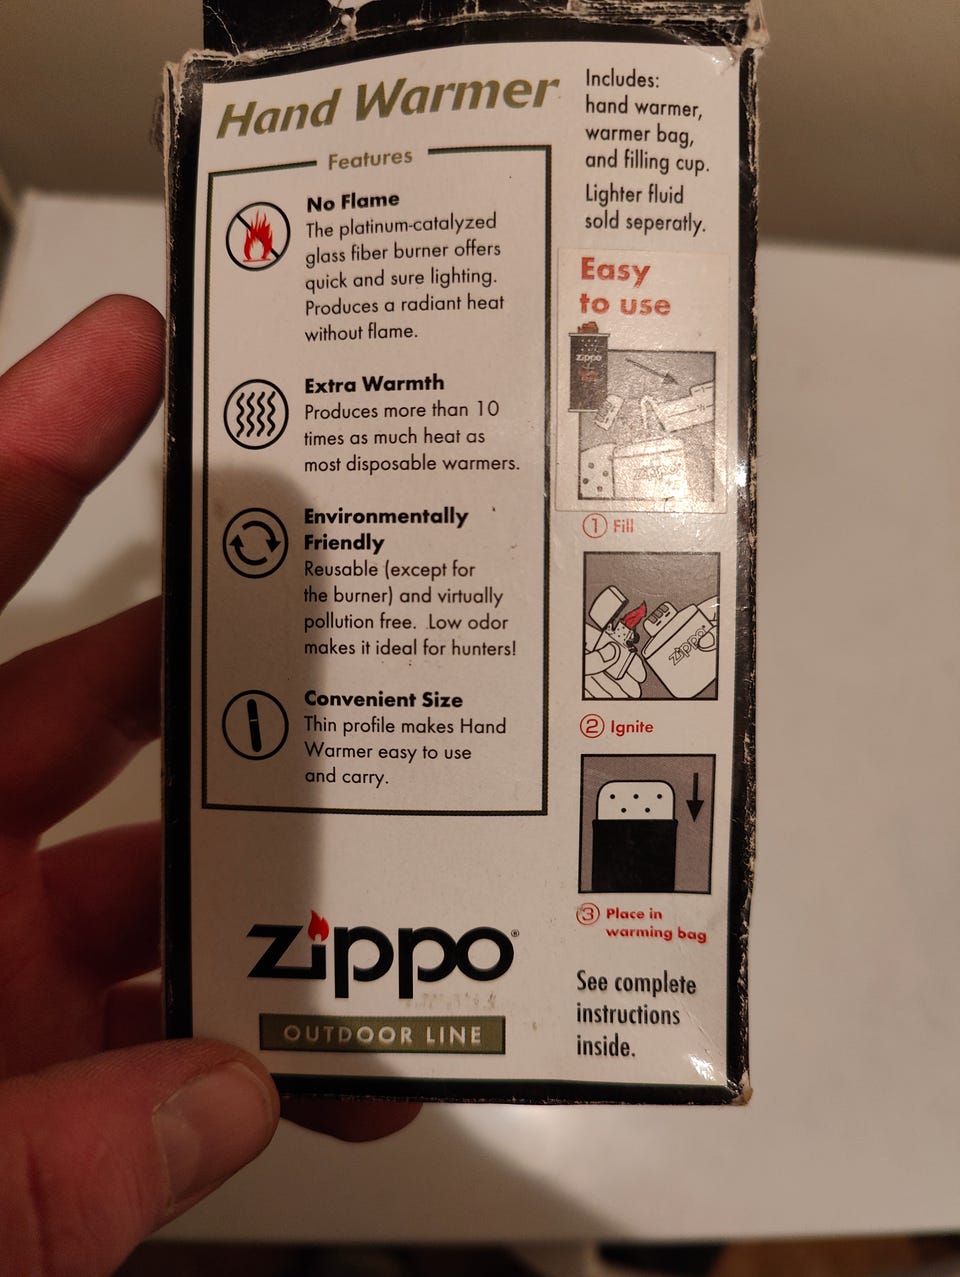 Hand Warmer
Features
No Flame
The platinum-catalyzed
glass fiber burner offers
quick and sure lighting.
Produces a radiant heat
without flame.
Extra Warmth
Produces more than 10
times as much heat as
most disposable warmers.
Environmentally
Friendly
Reusable (except for
the burner) and virtually
pollution free. Low odor
makes it ideal for hunters!
Convenient Size
Thin profile makes Hand
Warmer easy to use
and carry.
zippo®
OUTDOOR LINE
Includes:
hand warmer,
warmer bag,
and filling cup.
Lighter fluid
sold seperatly.
Easy
to use
zippo
zippo
1 Fill
zippo
2 Ignite
3 Place in
warming bag
See complete
instructions
inside.